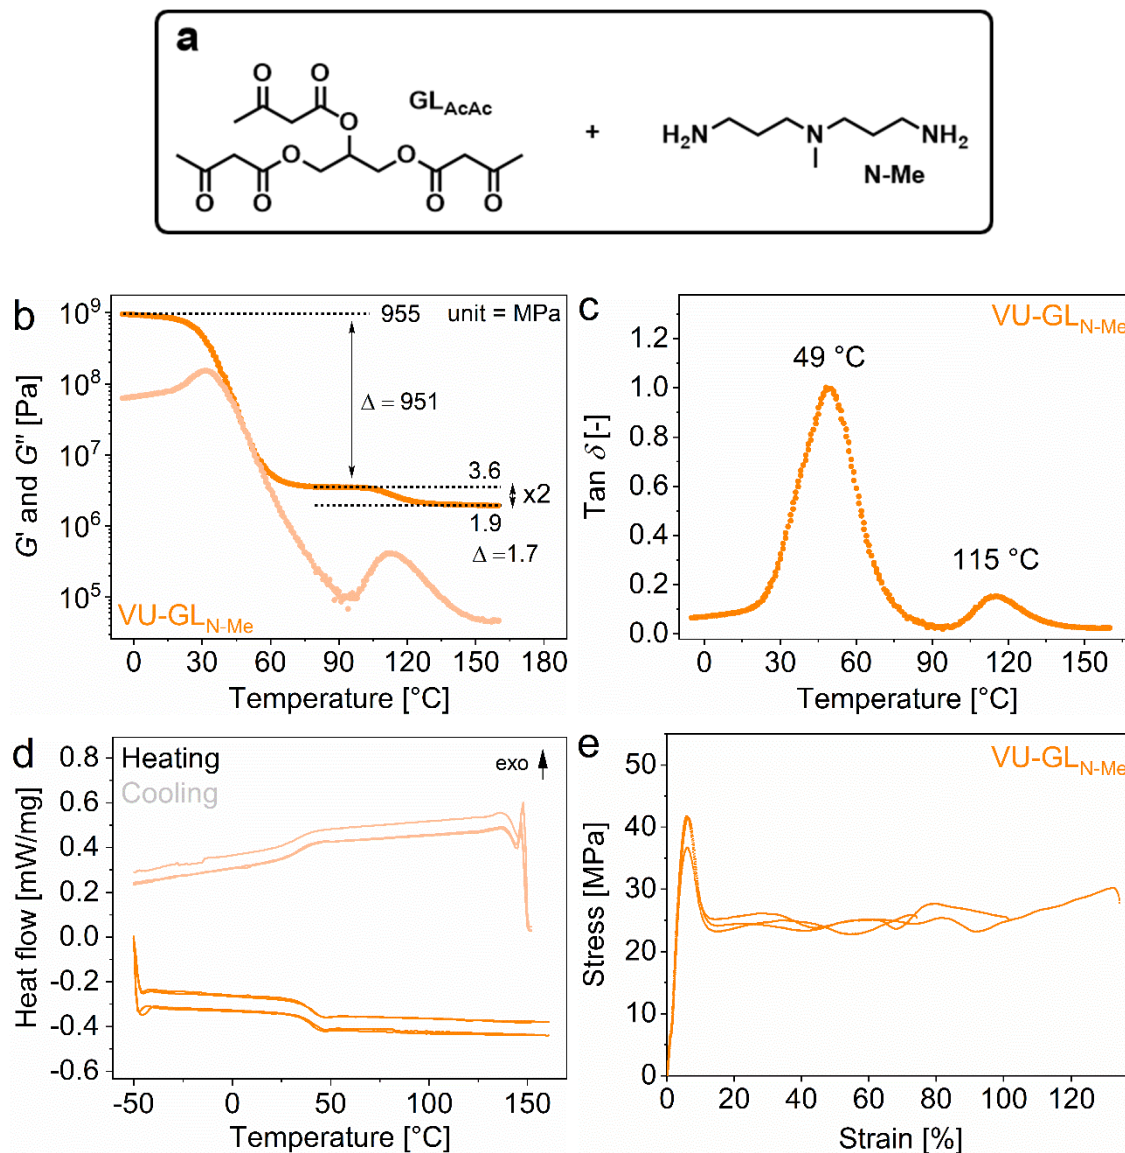 a
O O
GL_AcAc
O
O O
O O O O
+
H₂N N NH₂
N-Me
b
955 unit = MPa
Δ = 951
3.6
x2
1.9
Δ =1.7
VU-GL_N-Me
G' and G'' [Pa]
10⁹
10⁸
10⁷
10⁶
10⁵
0 30 60 90 120 150 180
Temperature [°C]
c
VU-GL_N-Me
49 °C
115 °C
Tan δ [-]
1.2
1.0
0.8
0.6
0.4
0.2
0.0
0 30 60 90 120 150
Temperature [°C]
d
Heating
Cooling
exo
Heat flow [mW/mg]
0.8
0.6
0.4
0.2
0.0
-0.2
-0.4
-0.6
-50 0 50 100 150
Temperature [°C]
e
VU-GL_N-Me
Stress [MPa]
50
40
30
20
10
0
0 20 40 60 80 100 120
Strain [%]